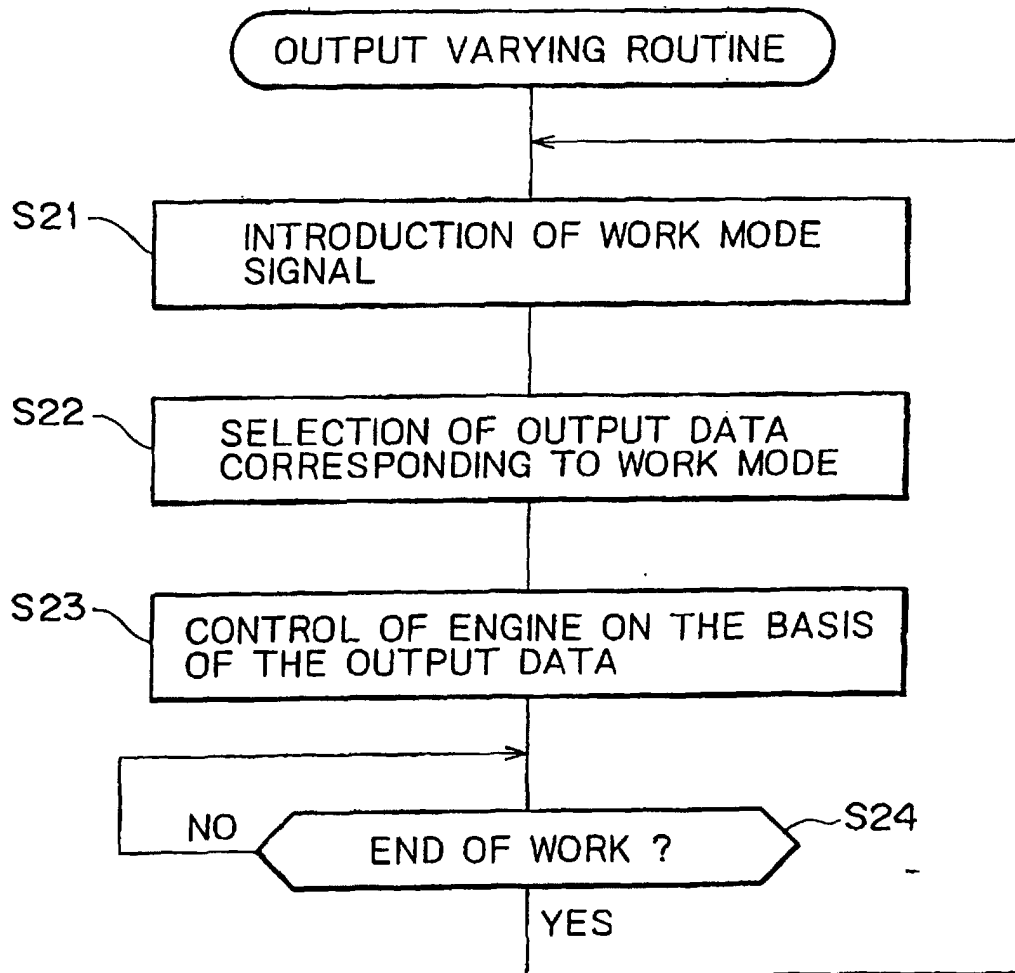 OUTPUT VARYING ROUTINE
S21
INTRODUCTION OF WORK MODE
SIGNAL
S22
SELECTION OF OUTPUT DATA
CORRESPONDING TO WORK MODE
S23
CONTROL OF ENGINE ON THE BASIS
OF THE OUTPUT DATA
NO
END OF WORK ?
S24
YES